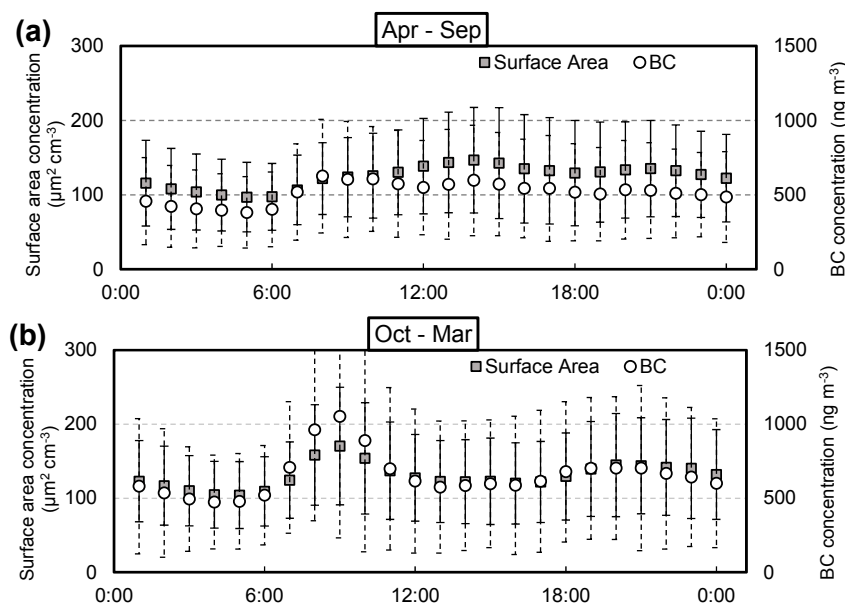 (a)
Apr - Sep
Surface Area
BC
Surface area concentration
(µm² cm⁻³)
300
200
100
0
1500
1000
500
0
BC concentration (ng m⁻³)
0:00
6:00
12:00
18:00
0:00
(b)
Oct - Mar
Surface Area
BC
Surface area concentration
(µm² cm⁻³)
300
200
100
0
1500
1000
500
0
BC concentration (ng m⁻³)
0:00
6:00
12:00
18:00
0:00